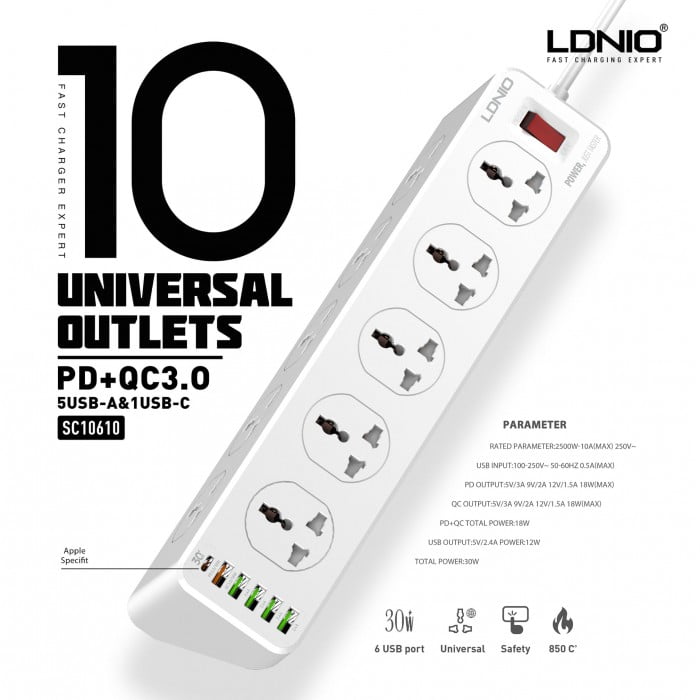 LDNIO®
FAST CHARGING EXPERT
10
FAST CHARGER EXPERT
UNIVERSAL
OUTLETS
PD+QC3.0
5USB-A&1USB-C
SC10610
LDNIO
POWER, JUST FASTER
PARAMETER
RATED PARAMETER:2500W-10A(MAX) 250V~
USB INPUT:100-250V~ 50-60HZ 0.5A(MAX)
PD OUTPUT:5V/3A 9V/2A 12V/1.5A 18W(MAX)
QC OUTPUT:5V/3A 9V/2A 12V/1.5A 18W(MAX)
PD+QC TOTAL POWER:18W
USB OUTPUT:5V/2.4A POWER:12W
TOTAL POWER:30W
Apple
Specifit
30W
6 USB port
Universal
Safety
850 C'